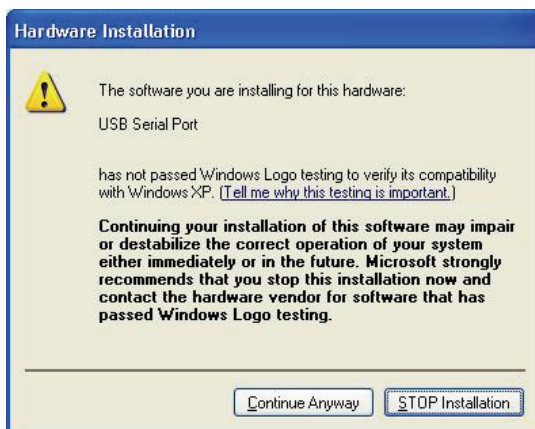 Hardware Installation
The software you are installing for this hardware:
USB Serial Port
has not passed Windows Logo testing to verify its compatibility
with Windows XP. (Tell me why this testing is important.)
Continuing your installation of this software may impair
or destabilize the correct operation of your system
either immediately or in the future. Microsoft strongly
recommends that you stop this installation now and
contact the hardware vendor for software that has
passed Windows Logo testing.
Continue Anyway
STOP Installation